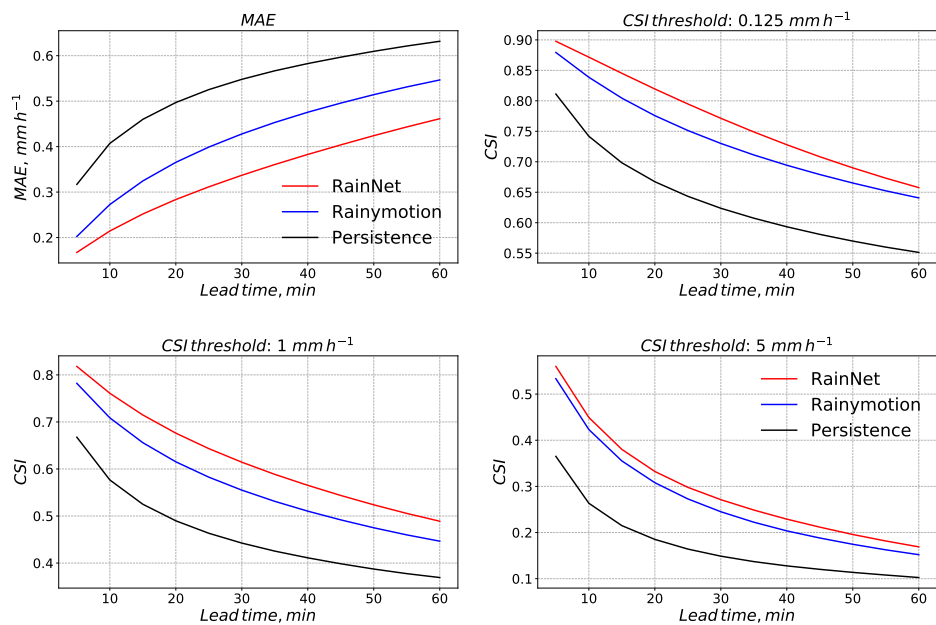 MAE
MAE, mm h⁻¹
0.6
0.5
0.4
0.3
0.2
RainNet
Rainymotion
Persistence
10 20 30 40 50 60
Lead time, min
CSI threshold: 0.125 mm h⁻¹
CSI
0.90
0.85
0.80
0.75
0.70
0.65
0.60
0.55
10 20 30 40 50 60
Lead time, min
CSI threshold: 1 mm h⁻¹
CSI
0.8
0.7
0.6
0.5
0.4
10 20 30 40 50 60
Lead time, min
CSI threshold: 5 mm h⁻¹
CSI
0.5
0.4
0.3
0.2
0.1
RainNet
Rainymotion
Persistence
10 20 30 40 50 60
Lead time, min